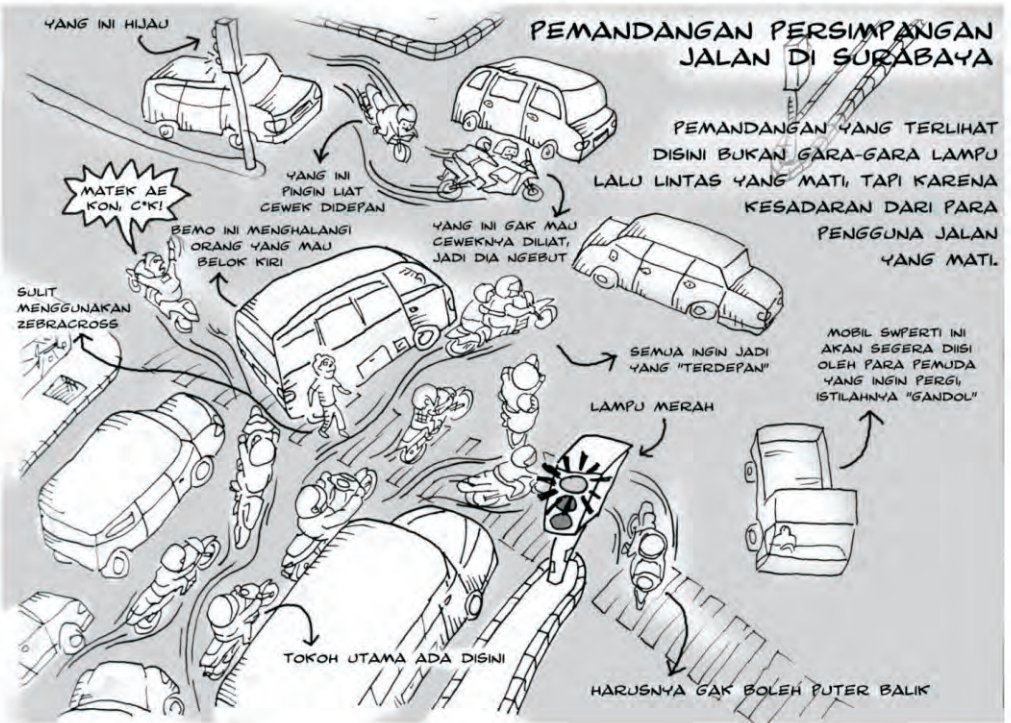 YANG INI HIJAU
PEMANDANGAN PERSIMPANGAN
JALAN DI SURABAYA
PEMANDANGAN YANG TERLIHAT
DISINI BUKAN GARA-GARA LAMPU
LALU LINTAS YANG MATI, TAPI KARENA
KESADARAN DARI PARA
PENGGUNA JALAN
YANG MATI.
MATEK AE
KON, C*K!
YANG INI
PINGIN LIAT
CEWEK DIDEPAN
YANG INI GAK MAU
CEWEKNYA DILIAT,
JADI DIA NGEBUT
BEMO INI MENGHALANGI
ORANG YANG MAU
BELOK KIRI
SULIT
MENGGUNAKAN
ZEBRACROSS
SEMUA INGIN JADI
YANG "TERDEPAN"
MOBIL SWPERTI INI
AKAN SEGERA DIISI
OLEH PARA PEMUDA
YANG INGIN PERGI,
ISTILAHNYA "GANDOL"
LAMPU MERAH
TOKOH UTAMA ADA DISINI
HARUSNYA GAK BOLEH PUTER BALIK